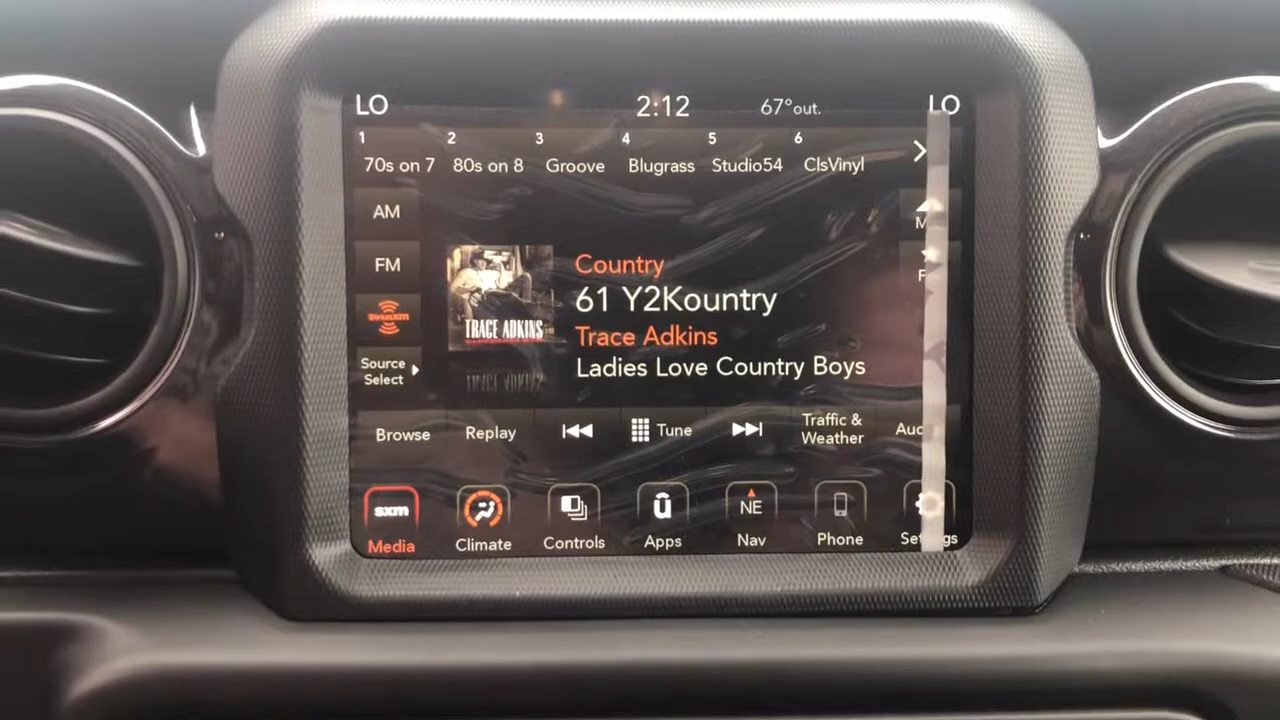 LO 2:12 67°out. LO
1 2 3 4 5 6
70s on 7 80s on 8 Groove Blugrass Studio54 ClsVinyl
AM
FM
siriusxm
Source
Select
TRACE ADKINS
Country
61 Y2Kountry
Trace Adkins
Ladies Love Country Boys
Browse Replay Tune Traffic &
Weather
sxm NE
Media Climate Controls Apps Nav Phone